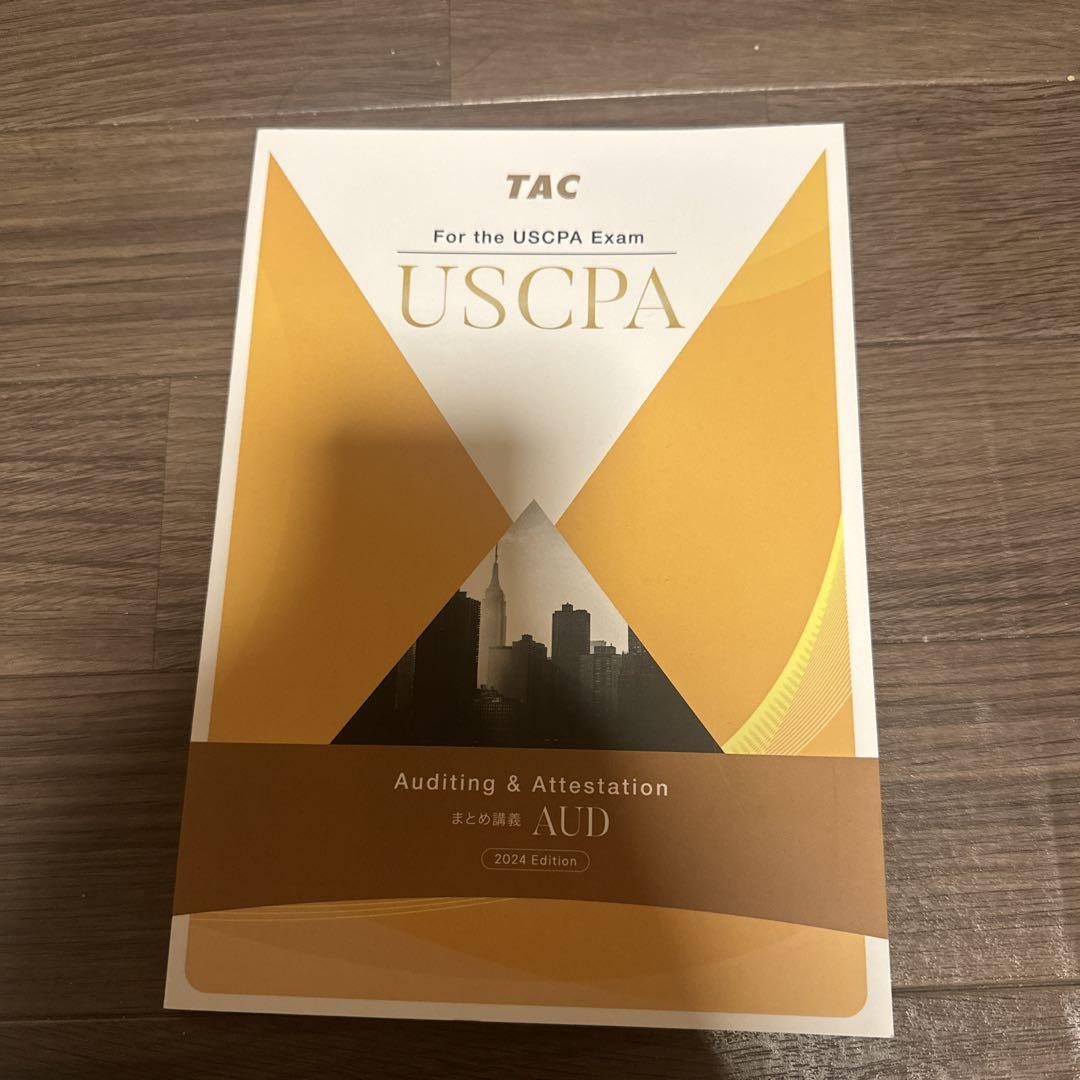 TAC
For the USCPA Exam
USCPA
Auditing & Attestation
まとめ講義 AUD
2024 Edition